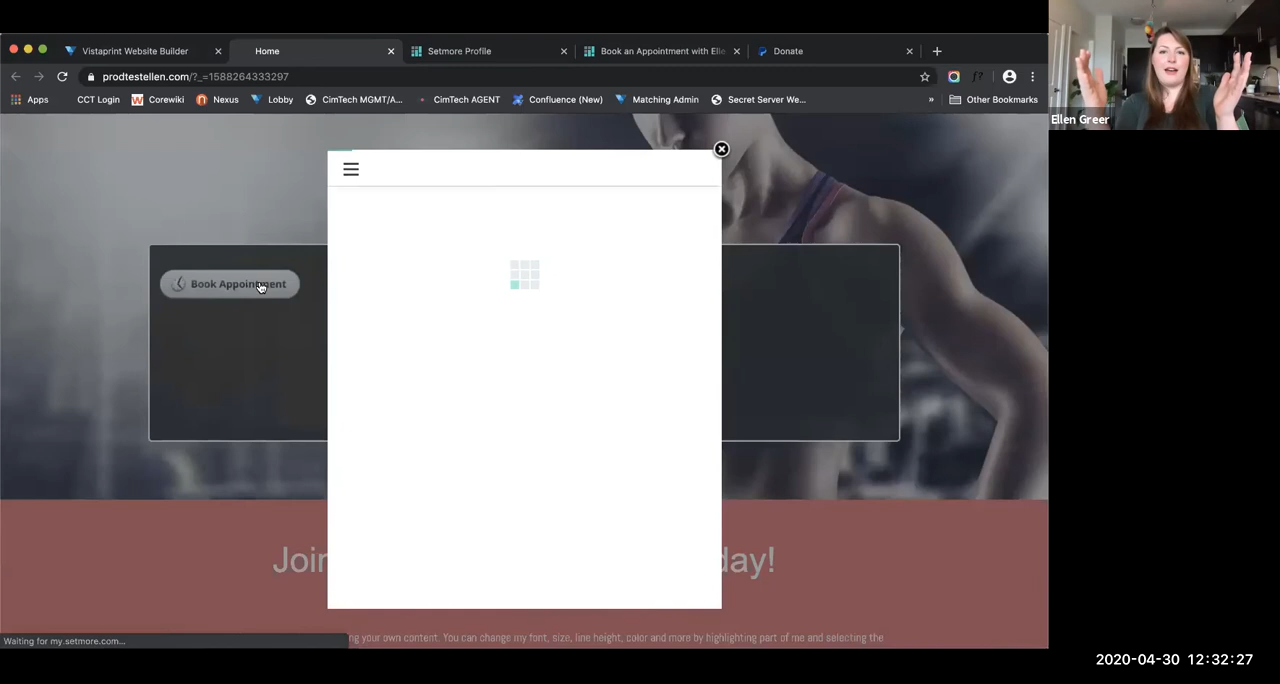 Vistaprint Website Builder
Home
Setmore Profile
Book an Appointment with Elle
Donate
prodtestellen.com/?_=1588264333297
Apps
CCT Login
Corewiki
Nexus
Lobby
CimTech MGMT/A...
CimTech AGENT
Confluence (New)
Matching Admin
Secret Server We...
»
Other Bookmarks
Ellen Greer
Book Appointment
Join
day!
ng your own content. You can change my font, size, line height, color and more by highlighting part of me and selecting the
Waiting for my.setmore.com...
2020-04-30 12:32:27